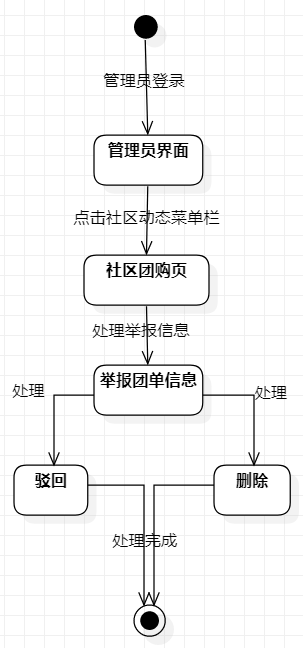 管理员登录
管理员界面
点击社区动态菜单栏
社区团购页
处理举报信息
举报团单信息
处理
处理
驳回
删除
处理完成